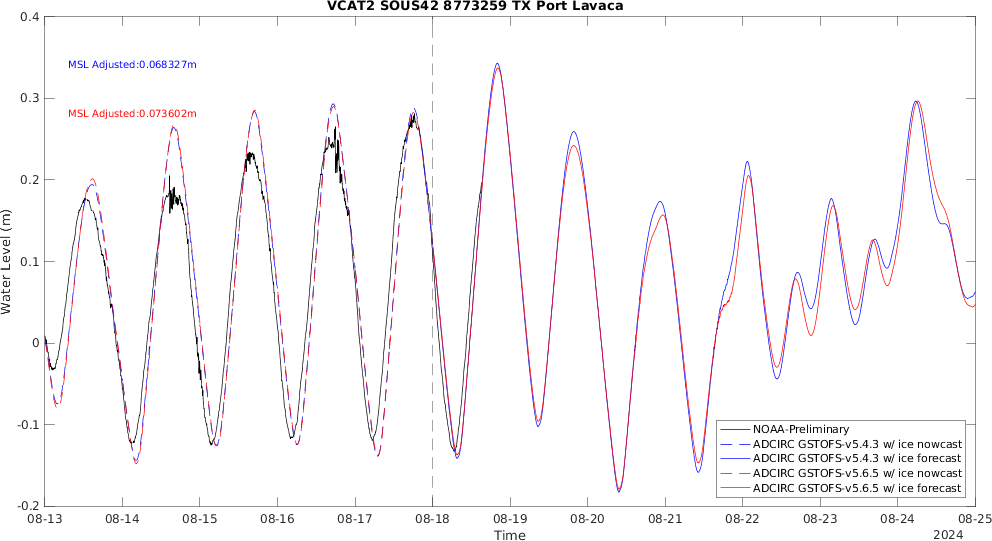 VCAT2 SOUS42 8773259 TX Port Lavaca
MSL Adjusted:0.068327m
MSL Adjusted:0.073602m
Water Level (m)
0.4
0.3
0.2
0.1
0
-0.1
-0.2
NOAA-Preliminary
ADCIRC GSTOFS-v5.4.3 w/ ice nowcast
ADCIRC GSTOFS-v5.4.3 w/ ice forecast
ADCIRC GSTOFS-v5.6.5 w/ ice nowcast
ADCIRC GSTOFS-v5.6.5 w/ ice forecast
08-13 08-14 08-15 08-16 08-17 08-18 08-19 08-20 08-21 08-22 08-23 08-24 08-25
Time
2024